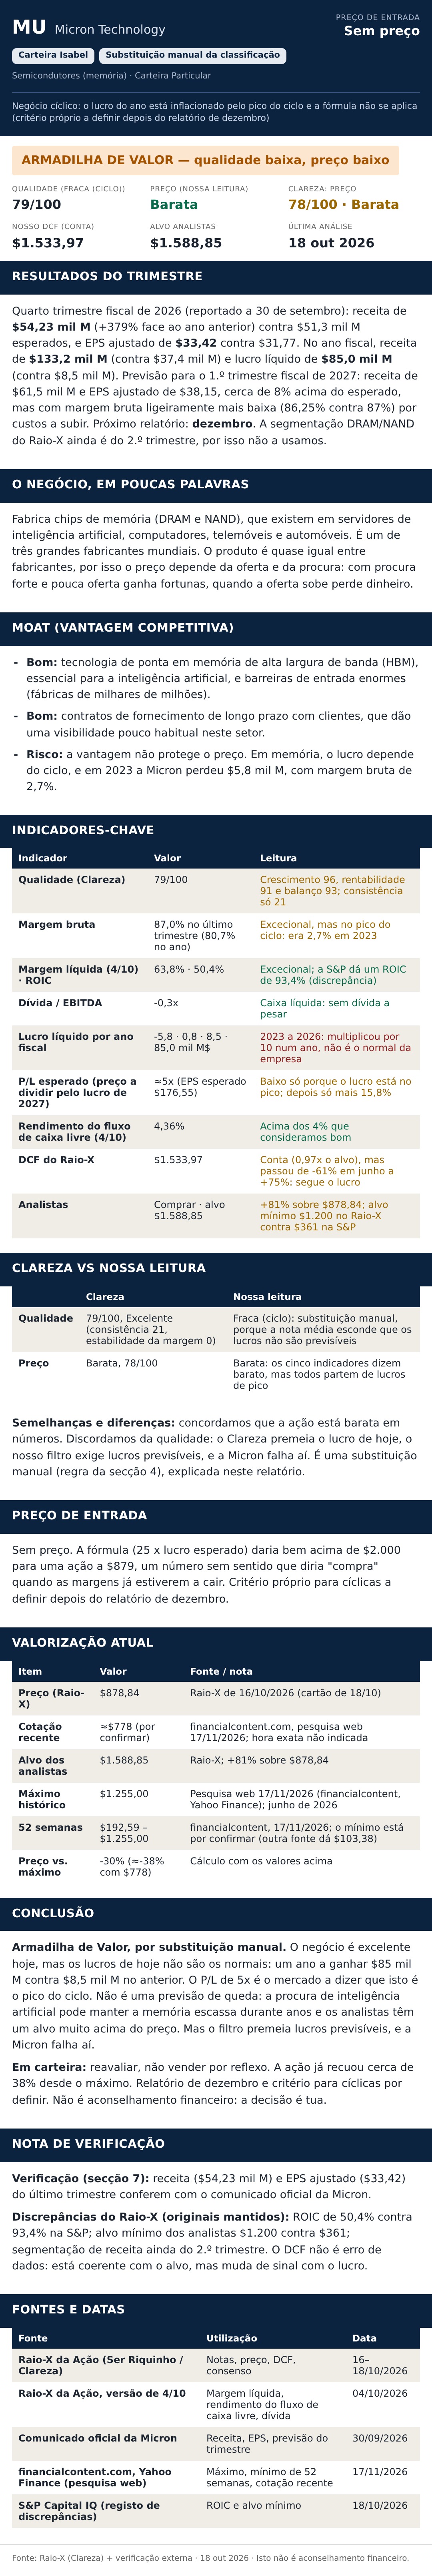 MU Micron Technology
PREÇO DE ENTRADA
Sem preço
Carteira Isabel
Substituição manual da classificação
Semicondutores (memória) · Carteira Particular
Negócio cíclico: o lucro do ano está inflacionado pelo pico do ciclo e a fórmula não se aplica
(critério próprio a definir depois do relatório de dezembro)
ARMADILHA DE VALOR — qualidade baixa, preço baixo
QUALIDADE (FRACA (CICLO))
PREÇO (NOSSA LEITURA)
CLAREZA: PREÇO
79/100
Barata
78/100 · Barata
NOSSO DCF (CONTA)
ALVO ANALISTAS
ÚLTIMA ANÁLISE
$1.533,97
$1.588,85
18 out 2026
RESULTADOS DO TRIMESTRE
Quarto trimestre fiscal de 2026 (reportado a 30 de setembro): receita de
$54,23 mil M (+379% face ao ano anterior) contra $51,3 mil M
esperados, e EPS ajustado de $33,42 contra $31,77. No ano fiscal, receita
de $133,2 mil M (contra $37,4 mil M) e lucro líquido de $85,0 mil M
(contra $8,5 mil M). Previsão para o 1.º trimestre fiscal de 2027: receita de
$61,5 mil M e EPS ajustado de $38,15, cerca de 8% acima do esperado,
mas com margem bruta ligeiramente mais baixa (86,25% contra 87%) por
custos a subir. Próximo relatório: dezembro. A segmentação DRAM/NAND
do Raio-X ainda é do 2.º trimestre, por isso não a usamos.
O NEGÓCIO, EM POUCAS PALAVRAS
Fabrica chips de memória (DRAM e NAND), que existem em servidores de
inteligência artificial, computadores, telemóveis e automóveis. É um de
três grandes fabricantes mundiais. O produto é quase igual entre
fabricantes, por isso o preço depende da oferta e da procura: com procura
forte e pouca oferta ganha fortunas, quando a oferta sobe perde dinheiro.
MOAT (VANTAGEM COMPETITIVA)
- Bom: tecnologia de ponta em memória de alta largura de banda (HBM),
essencial para a inteligência artificial, e barreiras de entrada enormes
(fábricas de milhares de milhões).
- Bom: contratos de fornecimento de longo prazo com clientes, que dão
uma visibilidade pouco habitual neste setor.
- Risco: a vantagem não protege o preço. Em memória, o lucro depende
do ciclo, e em 2023 a Micron perdeu $5,8 mil M, com margem bruta de
2,7%.
INDICADORES-CHAVE
Indicador Valor Leitura
Qualidade (Clareza) 79/100 Crescimento 96, rentabilidade
91 e balanço 93; consistência
só 21
Margem bruta 87,0% no último Excecional, mas no pico do
trimestre (80,7% ciclo: era 2,7% em 2023
no ano)
Margem líquida (4/10) 63,8% · 50,4% Excecional; a S&P dá um ROIC
· ROIC de 93,4% (discrepância)
Dívida / EBITDA -0,3x Caixa líquida: sem dívida a
pesar
Lucro líquido por ano -5,8 · 0,8 · 8,5 · 2023 a 2026: multiplicou por
fiscal 85,0 mil M$ 10 num ano, não é o normal da
empresa
P/L esperado (preço a ≈5x (EPS esperado Baixo só porque o lucro está no
dividir pelo lucro de $176,55) pico; depois só mais 15,8%
2027)
Rendimento do fluxo 4,36% Acima dos 4% que
de caixa livre (4/10) consideramos bom
DCF do Raio-X $1.533,97 Conta (0,97x o alvo), mas
passou de -61% em junho a
+75%: segue o lucro
Analistas Comprar · alvo +81% sobre $878,84; alvo
$1.588,85 mínimo $1.200 no Raio-X
contra $361 na S&P
CLAREZA VS NOSSA LEITURA
Clareza Nossa leitura
Qualidade 79/100, Excelente Fraca (ciclo): substituição manual,
(consistência 21, porque a nota média esconde que os
estabilidade da margem 0) lucros não são previsíveis
Preço Barata, 78/100 Barata: os cinco indicadores dizem
barato, mas todos partem de lucros
de pico
Semelhanças e diferenças: concordamos que a ação está barata em
números. Discordamos da qualidade: o Clareza premeia o lucro de hoje, o
nosso filtro exige lucros previsíveis, e a Micron falha aí. É uma substituição
manual (regra da secção 4), explicada neste relatório.
PREÇO DE ENTRADA
Sem preço. A fórmula (25 x lucro esperado) daria bem acima de $2.000
para uma ação a $879, um número sem sentido que diria "compra"
quando as margens já estiverem a cair. Critério próprio para cíclicas a
definir depois do relatório de dezembro.
VALORIZAÇÃO ATUAL
Item Valor Fonte / nota
Preço (Raio- $878,84 Raio-X de 16/10/2026 (cartão de 18/10)
X)
Cotação ≈$778 (por financialcontent.com, pesquisa web
recente confirmar) 17/11/2026; hora exata não indicada
Alvo dos $1.588,85 Raio-X; +81% sobre $878,84
analistas
Máximo $1.255,00 Pesquisa web 17/11/2026 (financialcontent,
histórico Yahoo Finance); junho de 2026
52 semanas $192,59 – financialcontent, 17/11/2026; o mínimo está
$1.255,00 por confirmar (outra fonte dá $103,38)
Preço vs. -30% (≈-38% Cálculo com os valores acima
máximo com $778)
CONCLUSÃO
Armadilha de Valor, por substituição manual. O negócio é excelente
hoje, mas os lucros de hoje não são os normais: um ano a ganhar $85 mil
M contra $8,5 mil M no anterior. O P/L de 5x é o mercado a dizer que isto é
o pico do ciclo. Não é uma previsão de queda: a procura de inteligência
artificial pode manter a memória escassa durante anos e os analistas têm
um alvo muito acima do preço. Mas o filtro premeia lucros previsíveis, e a
Micron falha aí.
Em carteira: reavaliar, não vender por reflexo. A ação já recuou cerca de
38% desde o máximo. Relatório de dezembro e critério para cíclicas por
definir. Não é aconselhamento financeiro: a decisão é tua.
NOTA DE VERIFICAÇÃO
Verificação (secção 7): receita ($54,23 mil M) e EPS ajustado ($33,42)
do último trimestre conferem com o comunicado oficial da Micron.
Discrepâncias do Raio-X (originais mantidos): ROIC de 50,4% contra
93,4% na S&P; alvo mínimo dos analistas $1.200 contra $361;
segmentação de receita ainda do 2.º trimestre. O DCF não é erro de
dados: está coerente com o alvo, mas muda de sinal com o lucro.
FONTES E DATAS
Fonte Utilização Data
Raio-X da Ação (Ser Riquinho / Notas, preço, DCF, 16–
Clareza) consenso 18/10/2026
Raio-X da Ação, versão de 4/10 Margem líquida, 04/10/2026
rendimento do fluxo de
caixa livre, dívida
Comunicado oficial da Micron Receita, EPS, previsão do 30/09/2026
trimestre
financialcontent.com, Yahoo Máximo, mínimo de 52 17/11/2026
Finance (pesquisa web) semanas, cotação recente
S&P Capital IQ (registo de ROIC e alvo mínimo 18/10/2026
discrepâncias)
Fonte: Raio-X (Clareza) + verificação externa · 18 out 2026 · Isto não é aconselhamento financeiro.